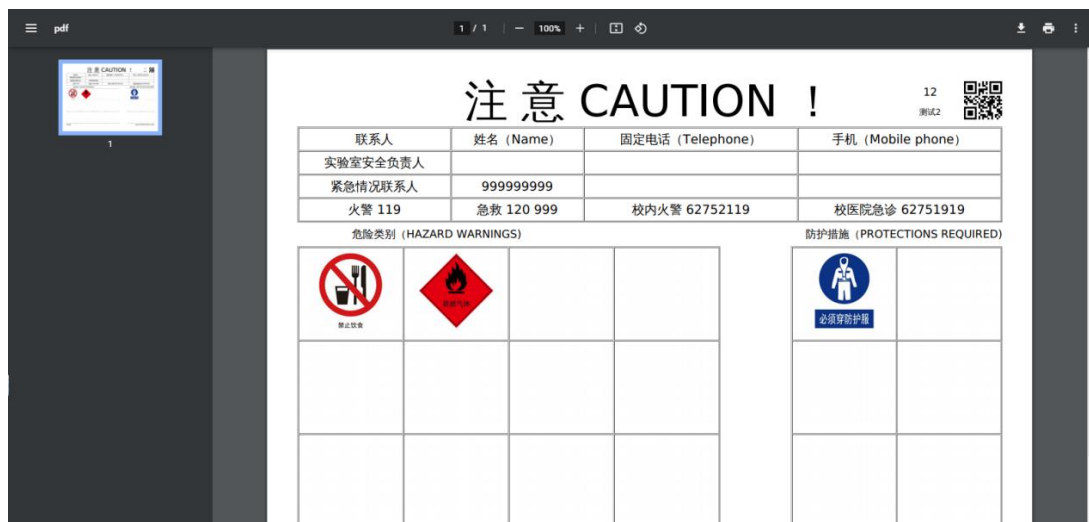 pdf
1 / 1
100%
注意 CAUTION ！
12
测试2
联系人 姓名（Name） 固定电话（Telephone） 手机（Mobile phone）
实验室安全负责人
紧急情况联系人 999999999
火警 119 急救 120 999 校内火警 62752119 校医院急诊 62751919
危险类别（HAZARD WARNINGS） 防护措施（PROTECTIONS REQUIRED)
禁止饮食
易燃气体
必须穿防护服
1